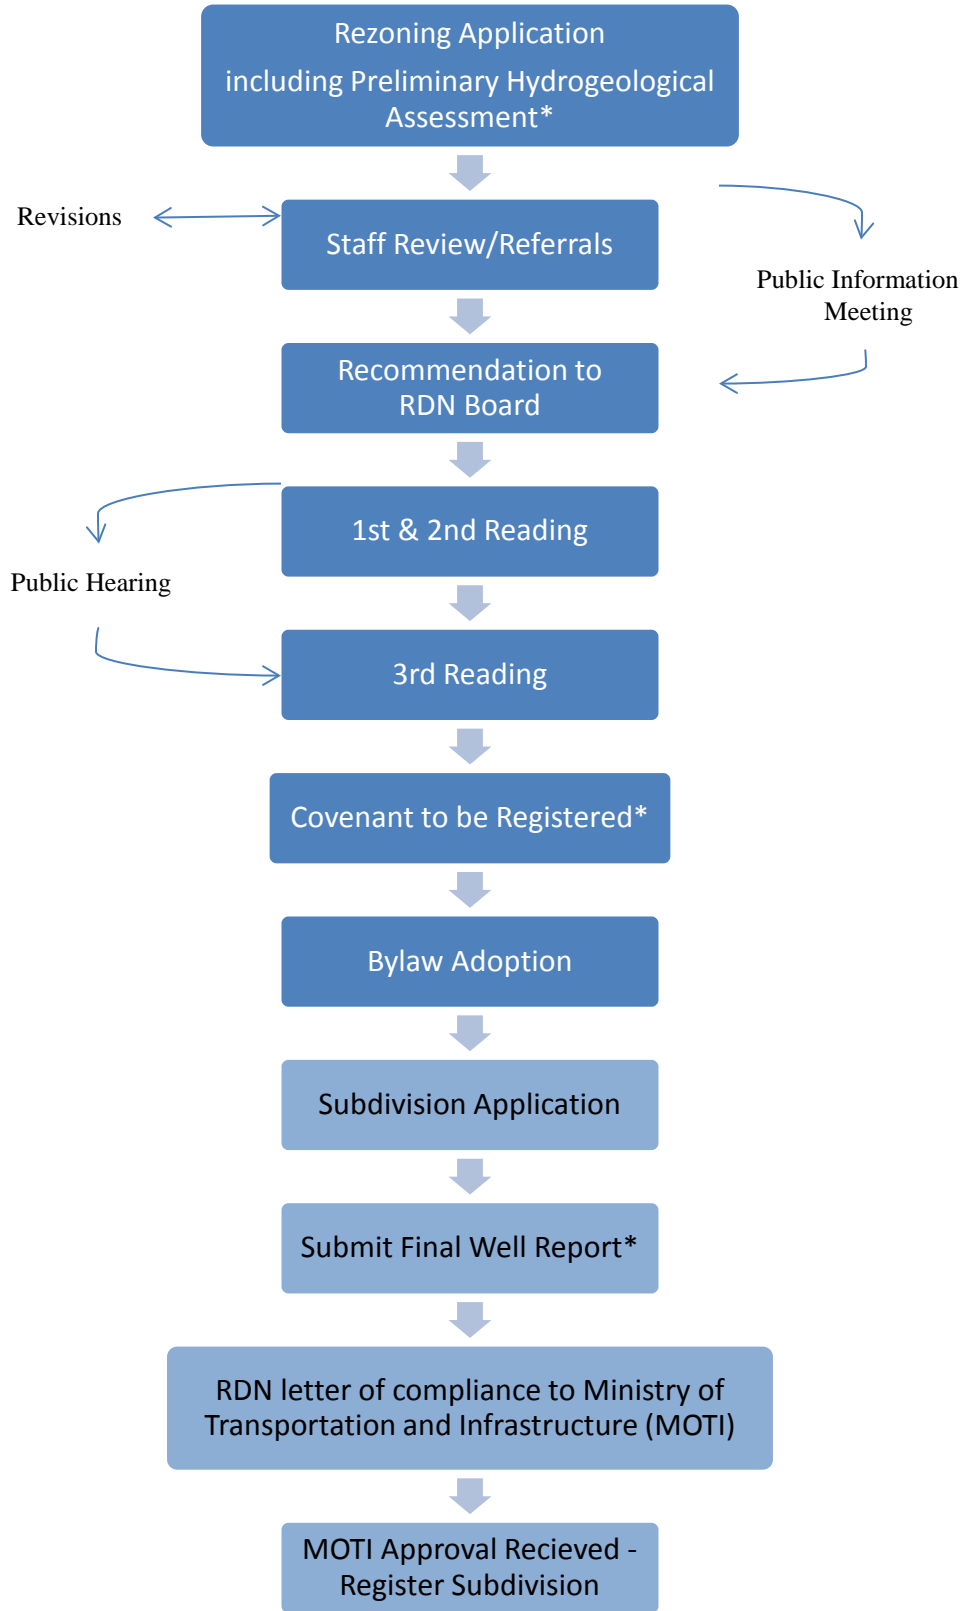 Rezoning Application
including Preliminary Hydrogeological
Assessment*
Revisions
Staff Review/Referrals
Public Information
Meeting
Recommendation to
RDN Board
1st & 2nd Reading
Public Hearing
3rd Reading
Covenant to be Registered*
Bylaw Adoption
Subdivision Application
Submit Final Well Report*
RDN letter of compliance to Ministry of
Transportation and Infrastructure (MOTI)
MOTI Approval Recieved -
Register Subdivision